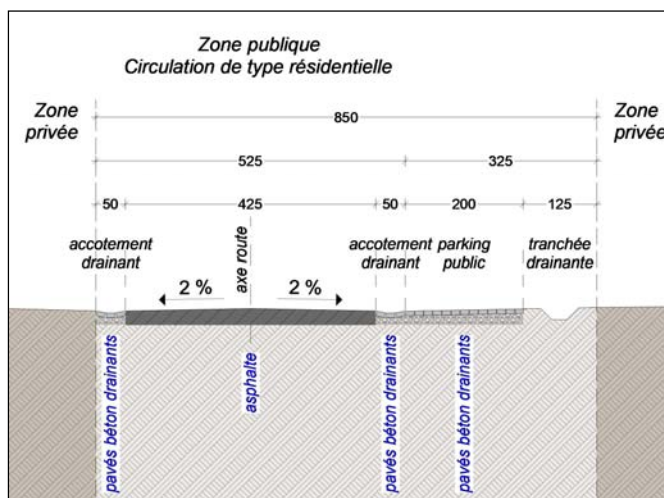 Zone publique
Circulation de type résidentielle
Zone
privée
Zone
privée
850
525
325
50
425
50
200
125
accotement
drainant
axe route
accotement
drainant
parking
public
tranchée
drainante
2 %
2 %
pavés béton drainants
asphalte
pavés béton drainants
pavés béton drainants